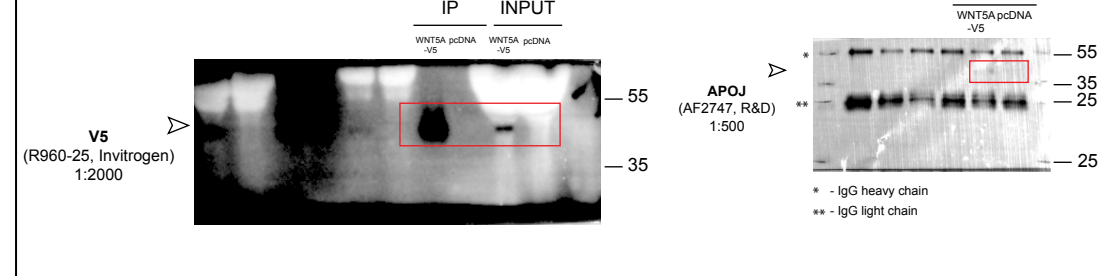 IP INPUT
WNT5A pcDNA WNT5A pcDNA
-V5 -V5
55
35
V5
(R960-25, Invitrogen)
1:2000
WNT5A pcDNA
-V5
*
**
55
35
25
25
APOJ
(AF2747, R&D)
1:500
* - IgG heavy chain
** - IgG light chain